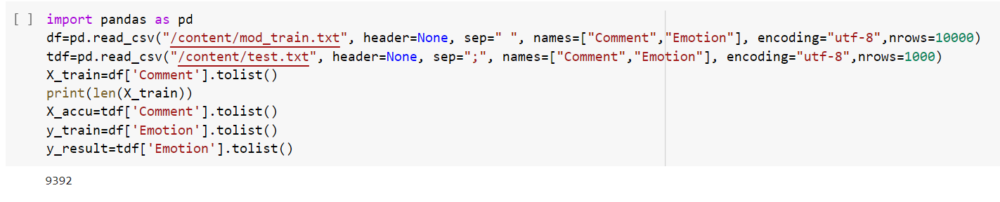 [ ] import pandas as pd
df=pd.read_csv("/content/mod_train.txt", header=None, sep=" ", names=["Comment","Emotion"], encoding="utf-8",nrows=10000)
tdf=pd.read_csv("/content/test.txt", header=None, sep=";", names=["Comment","Emotion"], encoding="utf-8",nrows=1000)
X_train=df['Comment'].tolist()
print(len(X_train))
X_accu=tdf['Comment'].tolist()
y_train=df['Emotion'].tolist()
y_result=tdf['Emotion'].tolist()
9392